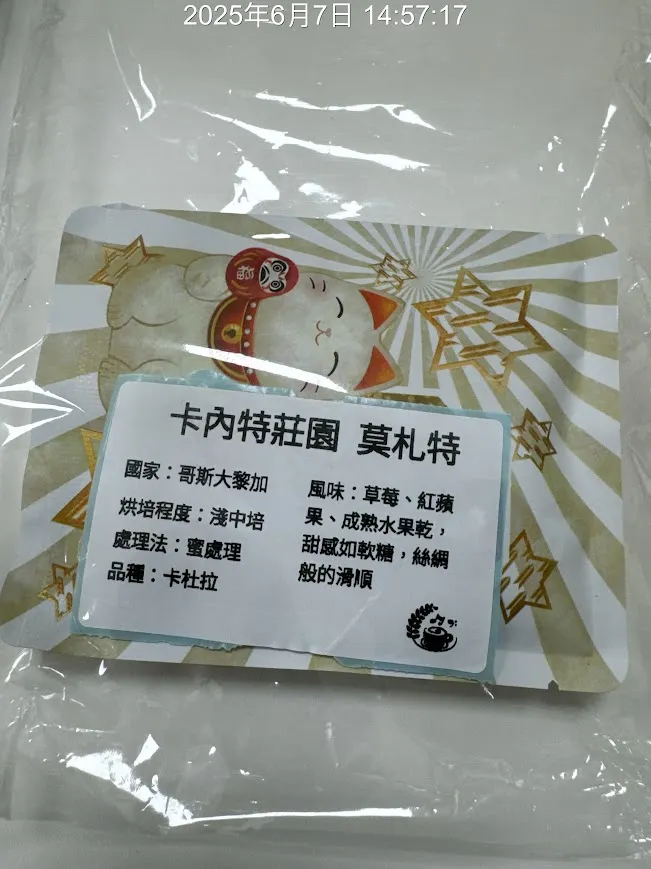 2025年6月7日 14:57:17
卡內特莊園 莫札特
國家：哥斯大黎加
烘培程度：淺中培
處理法：蜜處理
品種：卡杜拉
風味：草莓、紅蘋
果、成熟水果乾，
甜感如軟糖，絲綢
般的滑順